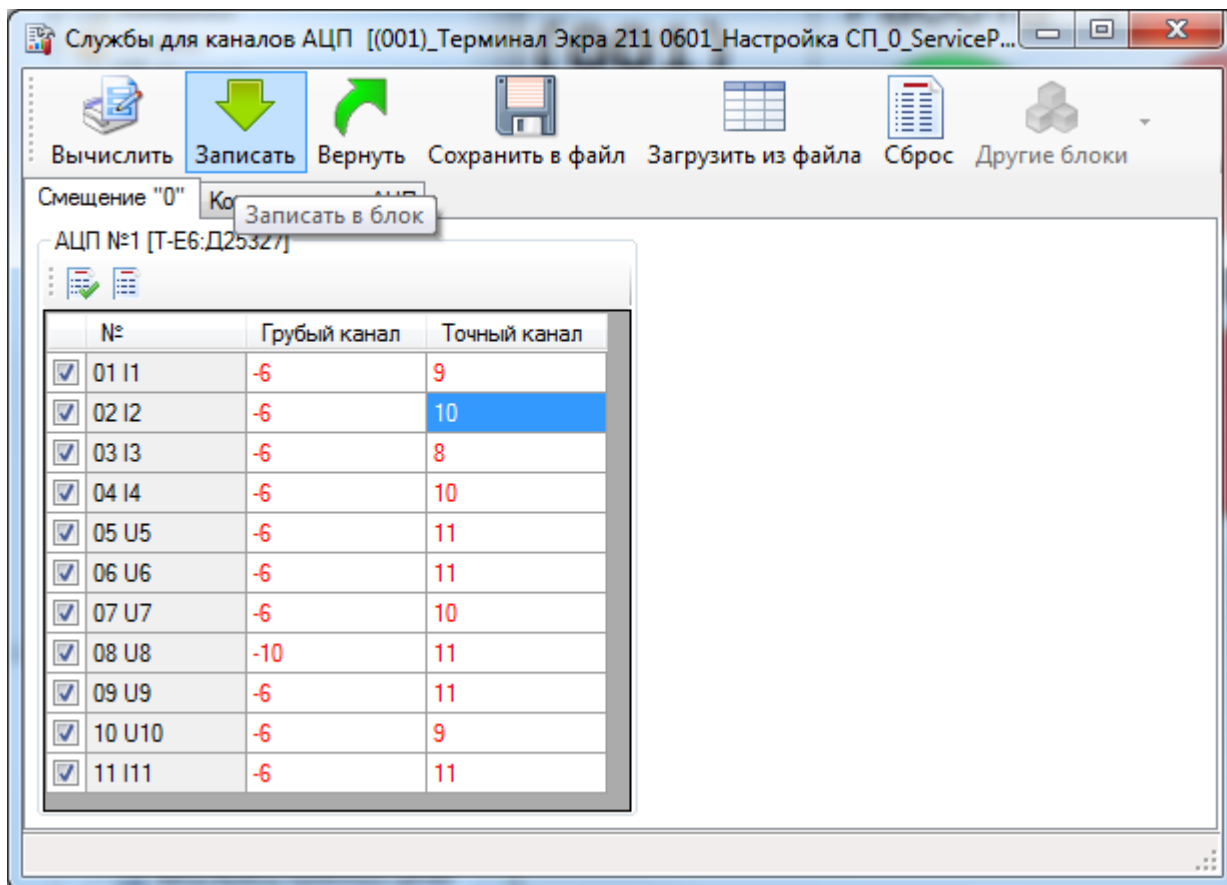 Службы для каналов АЦП [(001)_Терминал Экра 211 0601_Настройка СП_0_ServiceP...
Вычислить Записать Вернуть Сохранить в файл Загрузить из файла Сброс Другие блоки
Смещение "0"
Записать в блок
АЦП №1 [Т-Е6:Д25327]
№ Грубый канал Точный канал
01 I1 -6 9
02 I2 -6 10
03 I3 -6 8
04 I4 -6 10
05 U5 -6 11
06 U6 -6 11
07 U7 -6 10
08 U8 -10 11
09 U9 -6 11
10 U10 -6 9
11 I11 -6 11